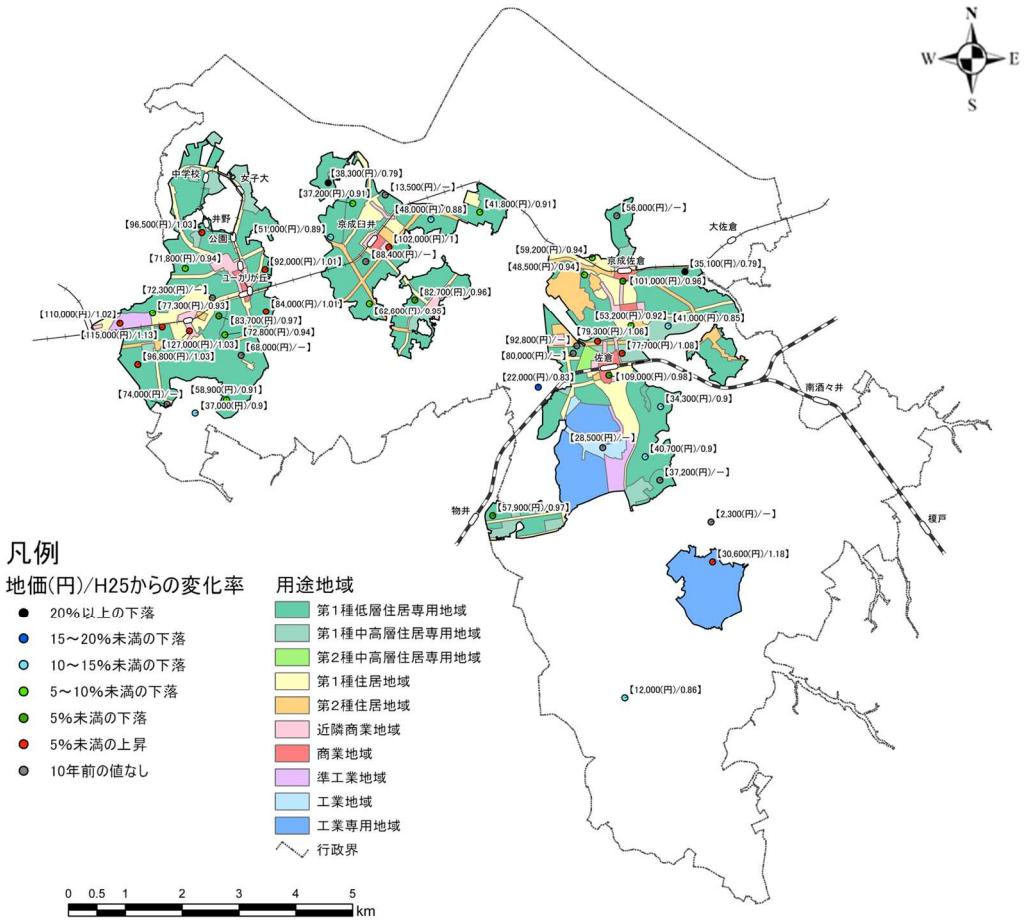 N
W
E
S
中学校
女子大
【96,500(円)/1.03】
井野
公園
【71,800(円)/0.94】
【92,000(円)/1.01】
ユーカリが丘
【72,300(円)/ー】
【77,300(円)/0.93】
【84,000(円)/1.01】
【110,000(円)/1.02】
【83,700(円)/0.97】
【115,000(円)/1.13】
【72,800(円)/0.94】
【127,000(円)/1.03】
【68,000(円)/ー】
【96,800(円)/1.03】
【74,000(円)/ー】
【58,900(円)/0.91】
【37,000(円)/0.9】
【38,300(円)/0.79】
【37,200(円)/0.91】
【13,500(円)/ー】
【41,800(円)/0.91】
【48,000(円)/0.88】
【51,000(円)/0.89】
京成臼井
【102,000(円)/1】
【88,400(円)/ー】
【82,700(円)/0.96】
【62,600(円)/0.95】
【56,000(円)/ー】
大佐倉
【59,200(円)/0.94】
京成佐倉
【48,500(円)/0.94】
【35,100(円)/0.79】
【101,000(円)/0.96】
【53,200(円)/0.92】
【41,000(円)/0.85】
【79,300(円)/1.06】
【92,800(円)/ー】
【77,700(円)/1.08】
【80,000(円)/ー】
佐倉
【22,000(円)/0.83】
【109,000(円)/0.98】
南酒々井
【34,300(円)/0.9】
【28,500(円)/ー】
【40,700(円)/0.9】
【37,200(円)/ー】
物井
【57,900(円)/0.97】
【2,300(円)/ー】
榎戸
【30,600(円)/1.18】
【12,000(円)/0.86】
凡例
地価(円)/H25からの変化率
20%以上の下落
15～20%未満の下落
10～15%未満の下落
5～10%未満の下落
5%未満の下落
5%未満の上昇
10年前の値なし
用途地域
第1種低層住居専用地域
第1種中高層住居専用地域
第2種中高層住居専用地域
第1種住居地域
第2種住居地域
近隣商業地域
商業地域
準工業地域
工業地域
工業専用地域
行政界
0 0.5 1 2 3 4 5
km